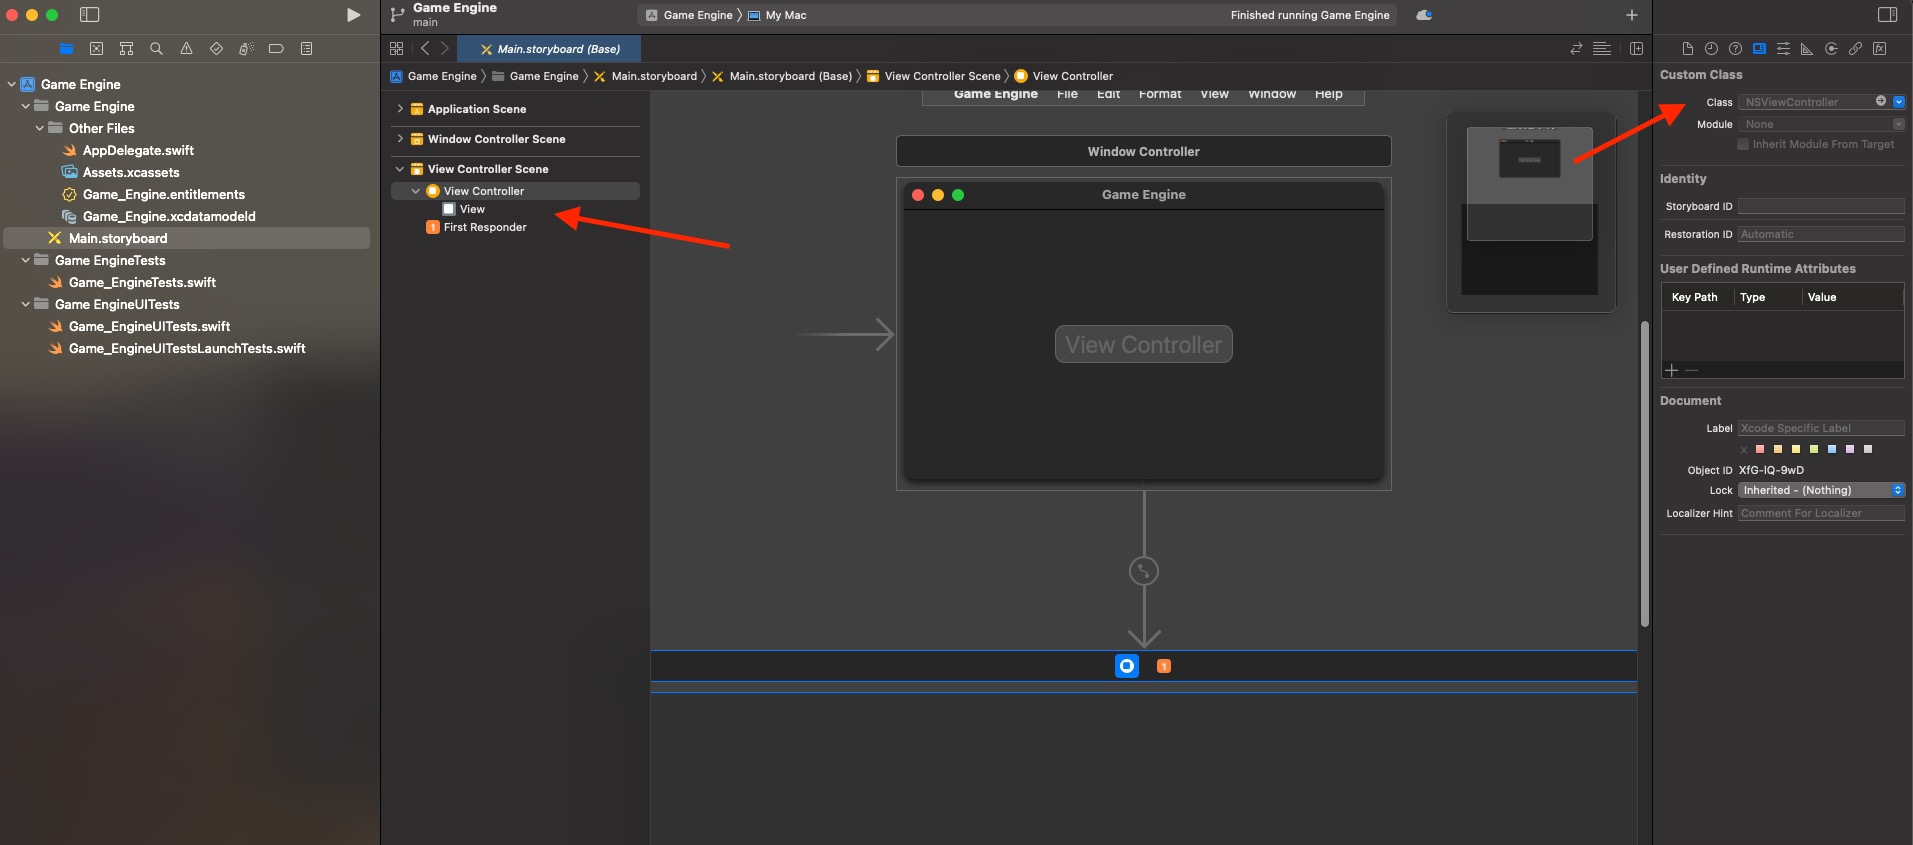 Game Engine
main
Game Engine
My Mac
Finished running Game Engine
Main.storyboard (Base)
Game Engine
Game Engine
Main.storyboard
Main.storyboard (Base)
View Controller Scene
View Controller
Game Engine
Game Engine
Other Files
AppDelegate.swift
Assets.xcassets
Game_Engine.entitlements
Game_Engine.xcdatamodeld
Main.storyboard
Game EngineTests
Game_EngineTests.swift
Game EngineUITests
Game_EngineUITests.swift
Game_EngineUITestsLaunchTests.swift
Application Scene
Window Controller Scene
View Controller Scene
View Controller
View
1 First Responder
Game Engine File Edit Format View Window Help
Window Controller
Game Engine
View Controller
1
Custom Class
Class NSViewController
Module None
Inherit Module From Target
Identity
Storyboard ID
Restoration ID Automatic
User Defined Runtime Attributes
Key Path Type Value
Document
Label Xcode Specific Label
Object ID XfG-lQ-9wD
Lock Inherited - (Nothing)
Localizer Hint Comment For Localizer